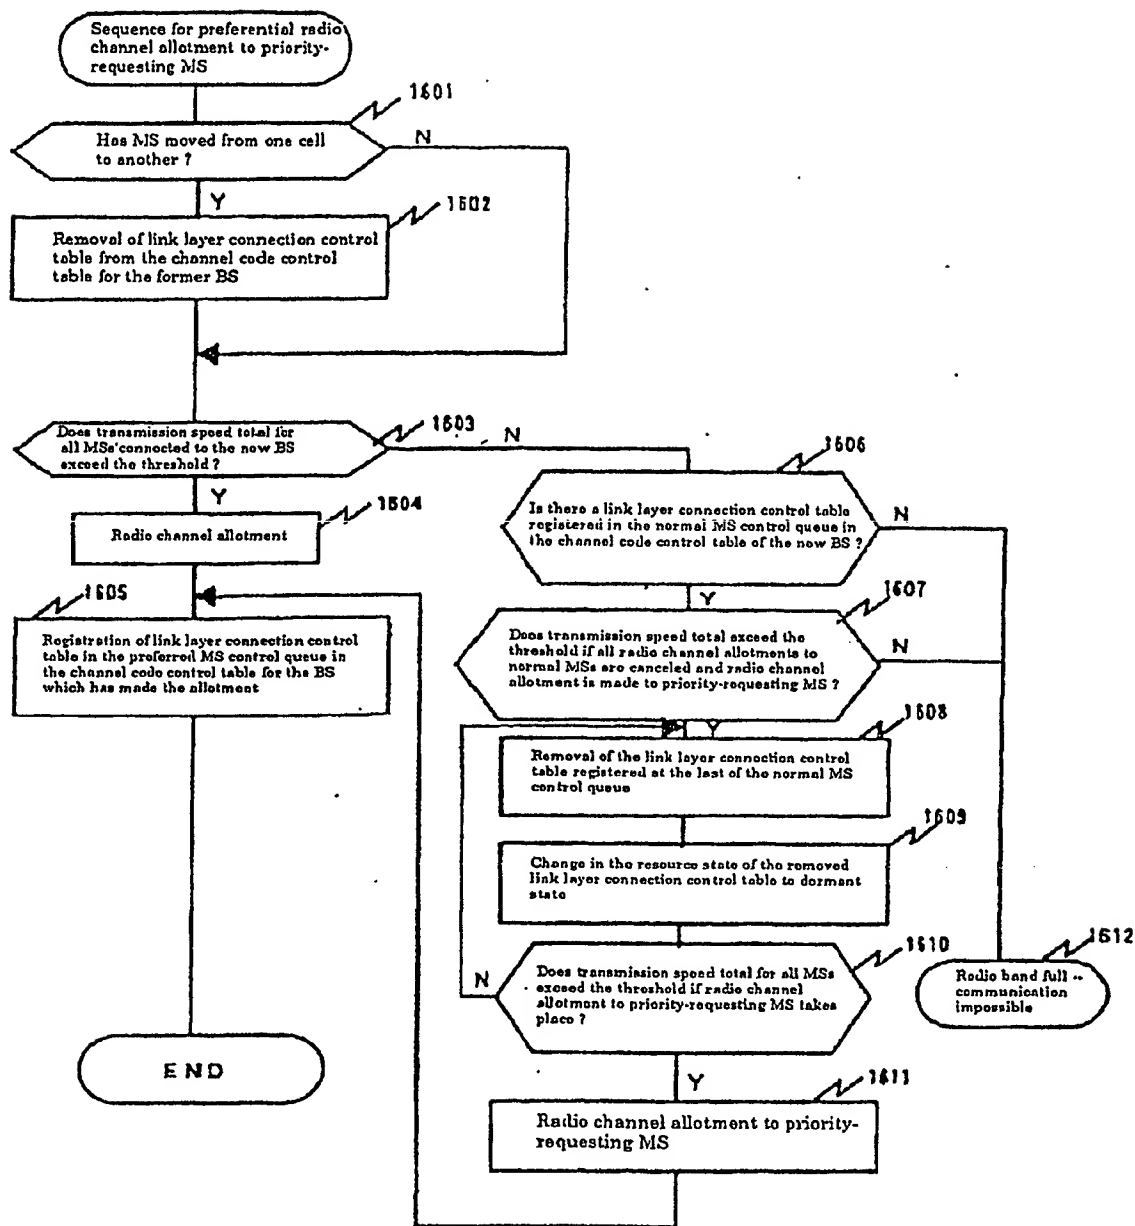 Sequence for preferential radio
channel allotment to priority-
requesting MS
1601
Has MS moved from one cell
to another ?
N
Y
1602
Removal of link layer connection control
table from the channel code control
table for the former BS
1603
Does transmission speed total for
all MSs connected to the now BS
exceed the threshold ?
N
Y
1604
Radio channel allotment
1605
Registration of link layer connection control
table in the preferred MS control queue in
the channel code control table for the BS
which has made the allotment
END
1606
Is there a link layer connection control table
registered in the normal MS control queue in
the channel code control table of the now BS ?
N
Y
1607
Does transmission speed total exceed the
threshold if all radio channel allotments to
normal MSs are canceled and radio channel
allotment is made to priority-requesting MS ?
N
Y
1608
Removal of the link layer connection control
table registered at the last of the normal MS
control queue
1609
Change in the resource state of the removed
link layer connection control table to dormant
state
1610
Does transmission speed total for all MSs
exceed the threshold if radio channel
allotment to priority-requesting MS takes
place ?
N
Y
1611
Radio channel allotment to priority-
requesting MS
1612
Radio band full --
communication
impossible